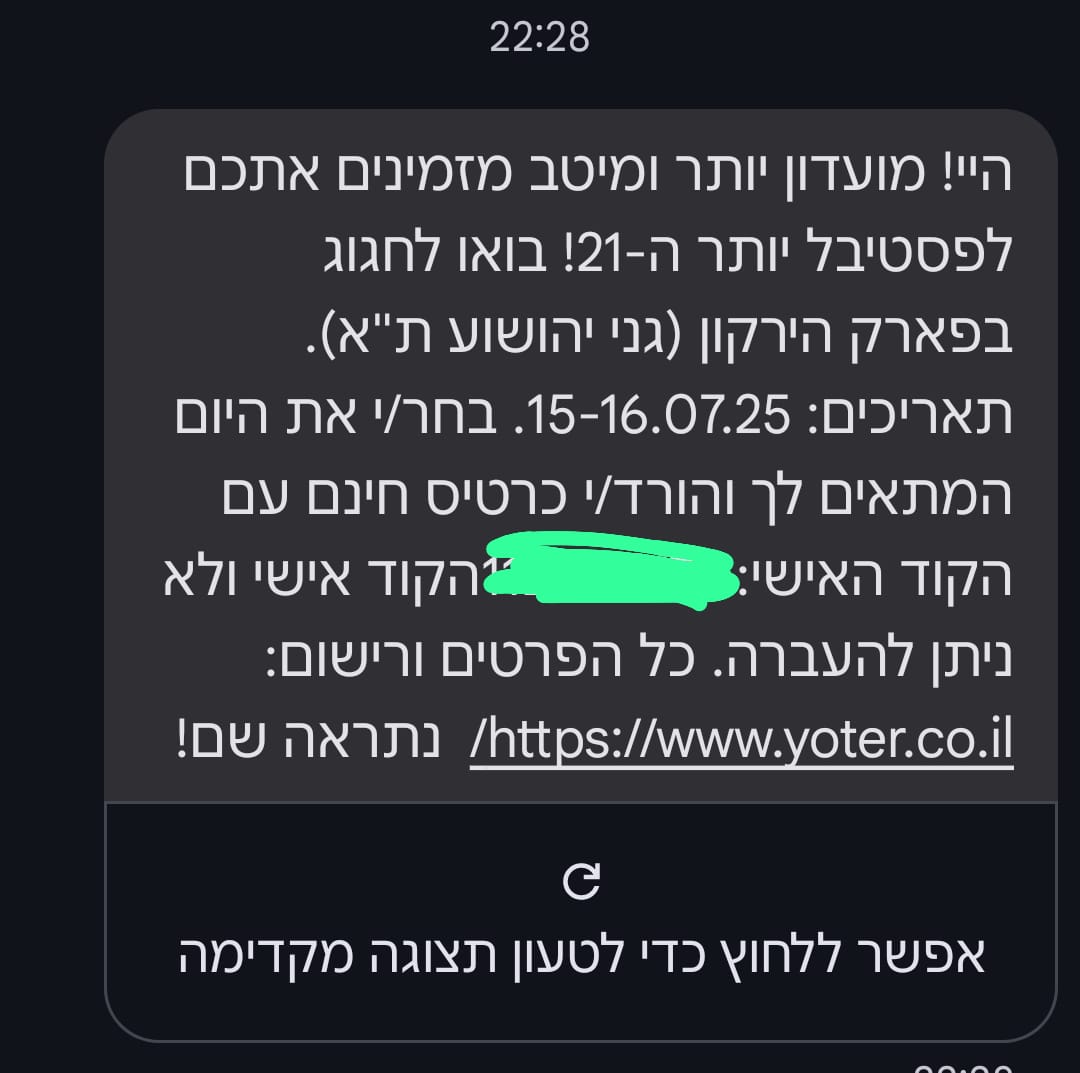 22:28
היי! מועדון יותר ומיטב מזמינים אתכם
לפסטיבל יותר ה-21! בואו לחגוג
בפארק הירקון (גני יהושוע ת"א).
תאריכים: 15-16.07.25. בחר/י את היום
המתאים לך והורד/י כרטיס חינם עם
הקוד האישי: הקוד אישי ולא
ניתן להעברה. כל הפרטים ורישום:
https://www.yoter.co.il/ נתראה שם!
אפשר ללחוץ כדי לטעון תצוגה מקדימה